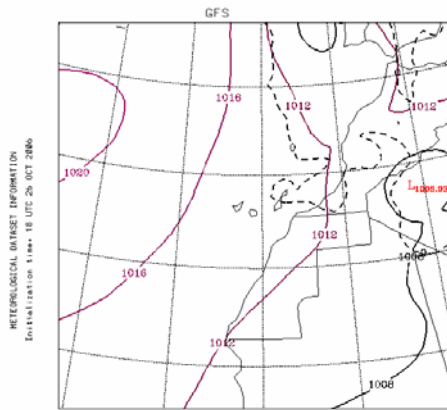 GFS
METEOROLOGICAL DATASET INFORMATION
Initialization time: 18 UTC 26 OCT 2006
1016
1012
1012
1020
L
1012
1016
1008
1012
1008